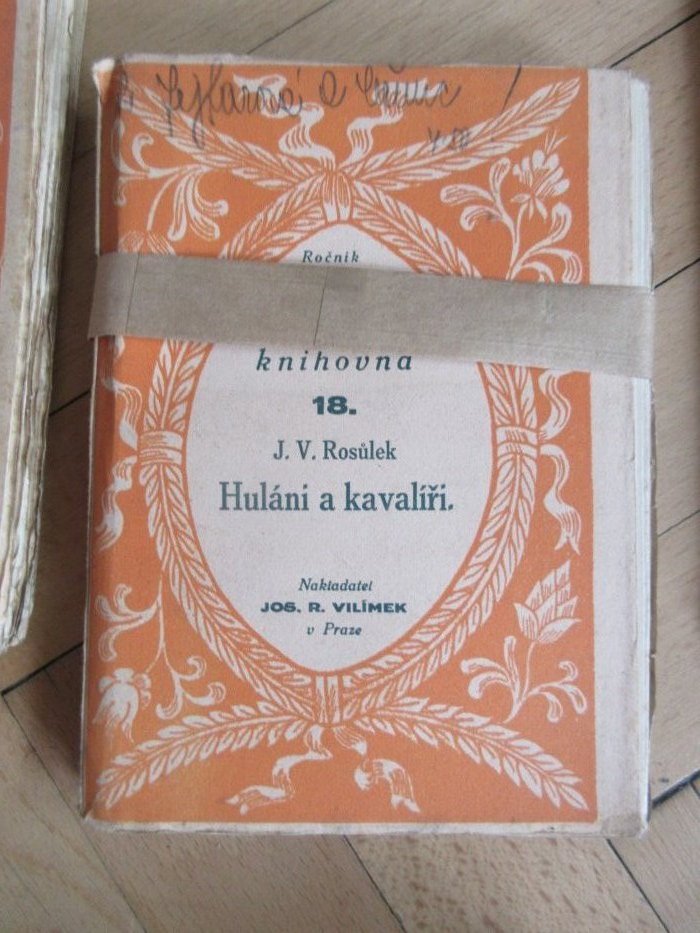 Ročník
knihovna
18.
J. V. Rosůlek
Huláni a kavalíři.
Nakladatel
JOS. R. VILÍMEK
v Praze